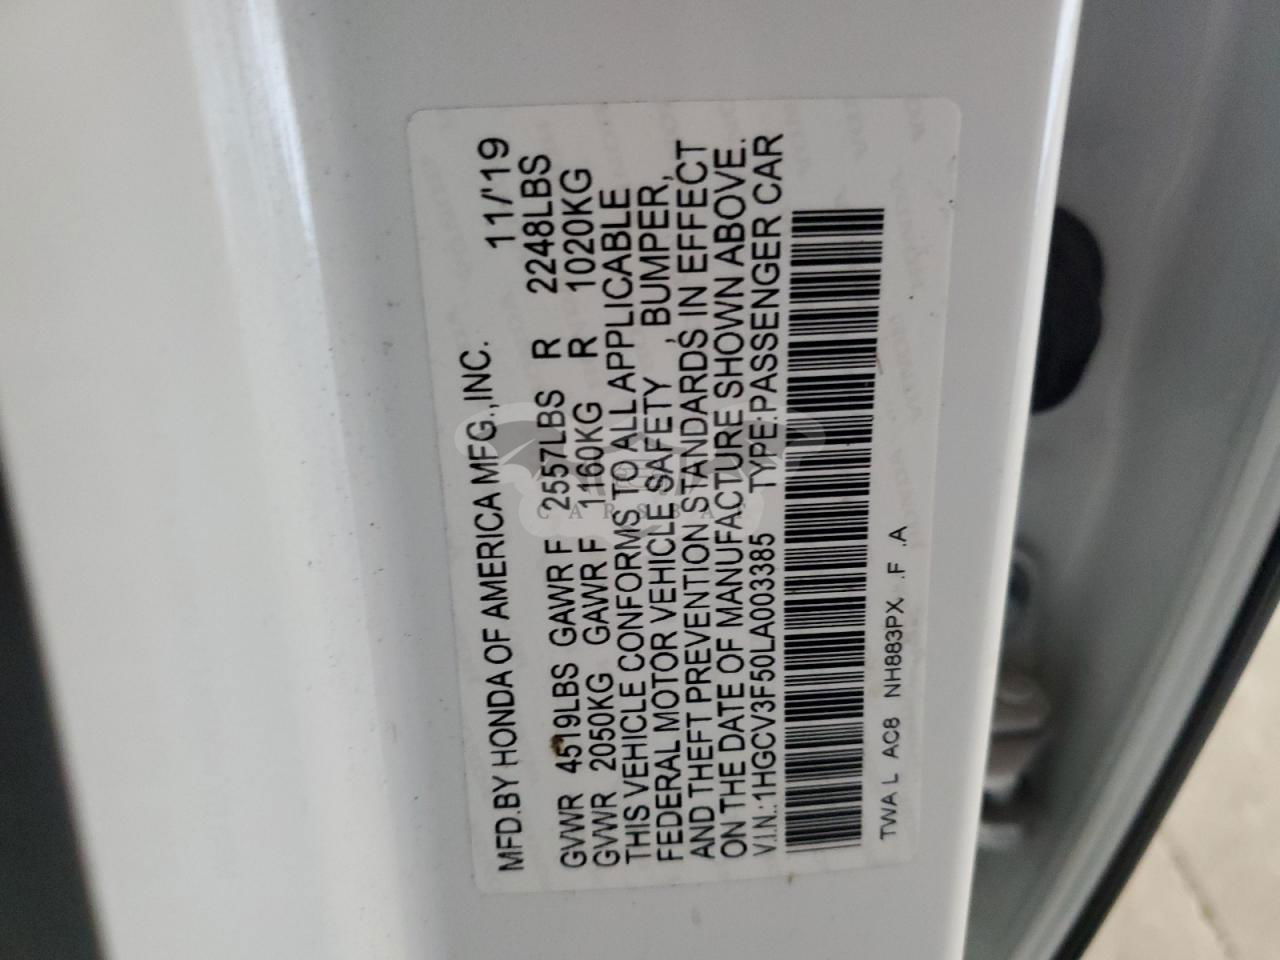 MFD.BY HONDA OF AMERICA MFG.,INC. 11/'19
GVWR 4519LBS GAWR F 2557LBS R 2248LBS
GVWR 2050KG GAWR F 1160KG R 1020KG
THIS VEHICLE CONFORMS TO ALL APPLICABLE
FEDERAL MOTOR VEHICLE SAFETY , BUMPER,
AND THEFT PREVENTION STANDARDS IN EFFECT
ON THE DATE OF MANUFACTURE SHOWN ABOVE.
V.I.N.:1HGCV3F50LA003385 TYPE:PASSENGER CAR
TWA L AC8 NH883PX .F .A